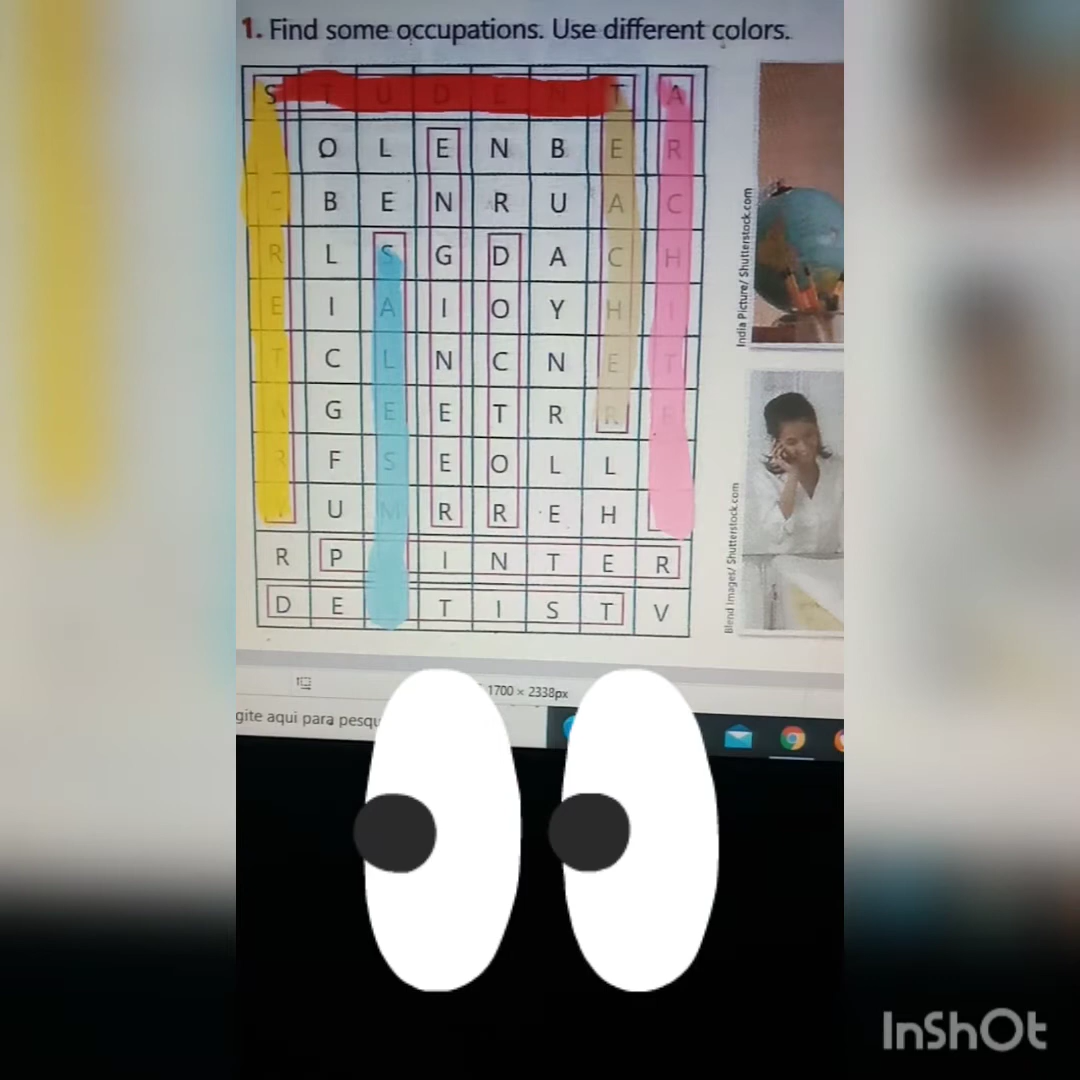 1. Find some occupations. Use different colors.
S T U D E N T A
O L E N B E R
B E N R U A C
R L S G D A C H
E I A I O Y H I
T C L N C N E T
G E E T R R
R F S E O L L
U M R R E H
R P I N T E R
D E T I S T V
India Picture/ Shutterstock.com
Blend Images/ Shutterstock.com
1700 × 2338px
gite aqui para pesqu
InShOt